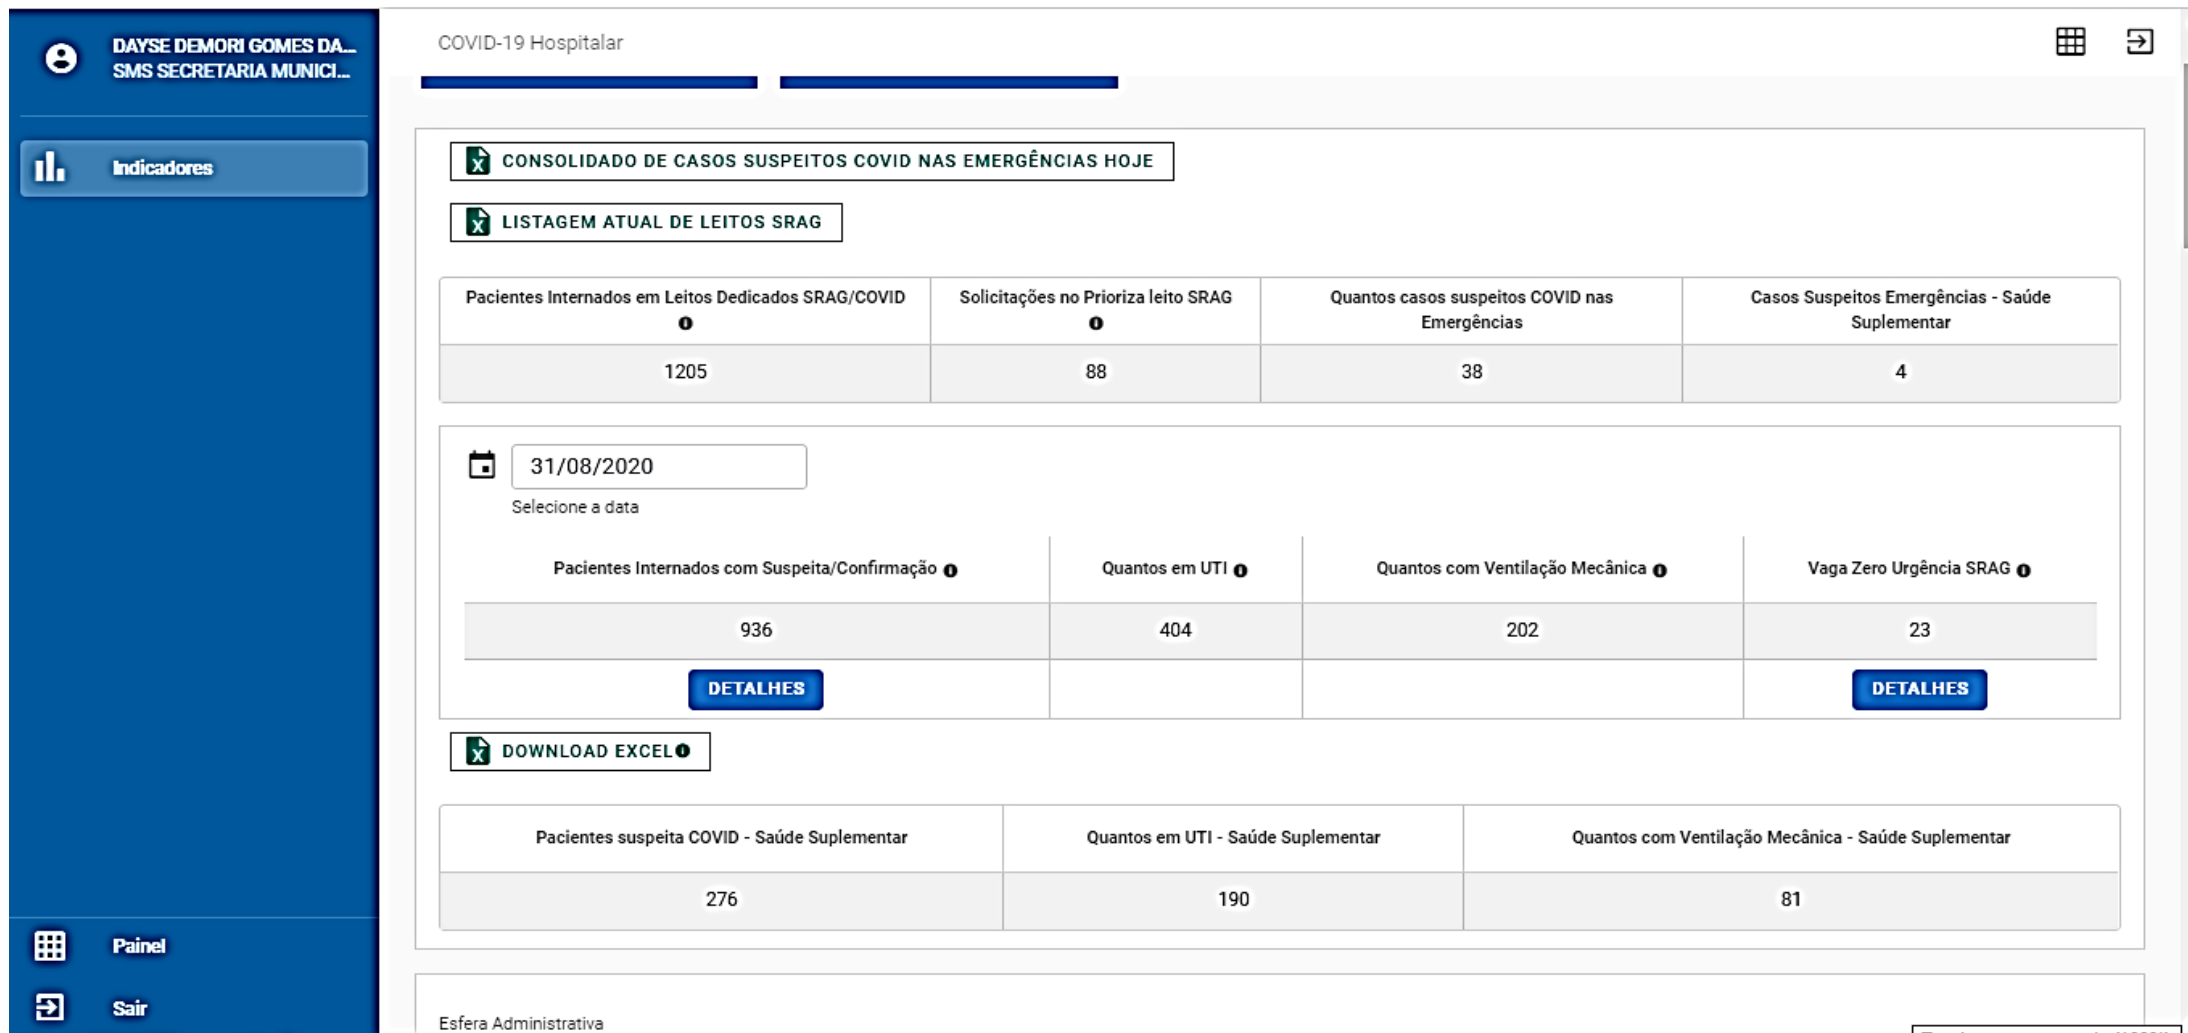 DAYSE DEMORI GOMES DA...
SMS SECRETARIA MUNICI...
Indicadores
Painel
Sair
COVID-19 Hospitalar
CONSOLIDADO DE CASOS SUSPEITOS COVID NAS EMERGÊNCIAS HOJE
LISTAGEM ATUAL DE LEITOS SRAG
Pacientes Internados em Leitos Dedicados SRAG/COVID
Solicitações no Prioriza leito SRAG
Quantos casos suspeitos COVID nas
Emergências
Casos Suspeitos Emergências - Saúde
Suplementar
1205
88
38
4
31/08/2020
Selecione a data
Pacientes Internados com Suspeita/Confirmação
Quantos em UTI
Quantos com Ventilação Mecânica
Vaga Zero Urgência SRAG
936
404
202
23
DETALHES
DETALHES
DOWNLOAD EXCEL
Pacientes suspeita COVID - Saúde Suplementar
Quantos em UTI - Saúde Suplementar
Quantos com Ventilação Mecânica - Saúde Suplementar
276
190
81
Esfera Administrativa